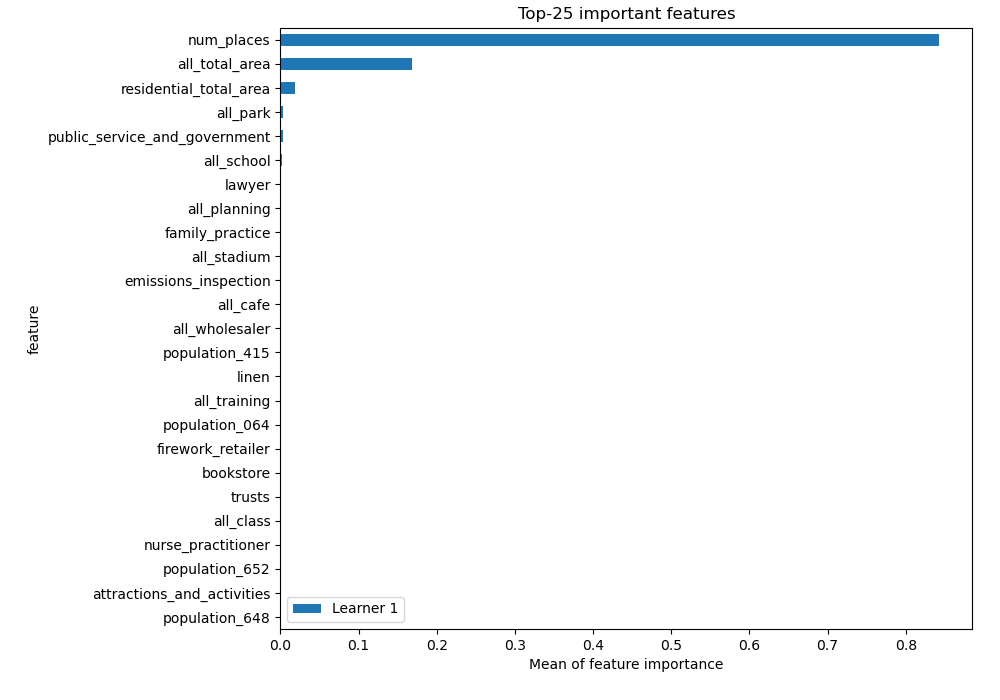 Top-25 important features
num_places
all_total_area
residential_total_area
all_park
public_service_and_government
all_school
lawyer
all_planning
family_practice
all_stadium
emissions_inspection
all_cafe
all_wholesaler
population_415
linen
all_training
population_064
firework_retailer
bookstore
trusts
all_class
nurse_practitioner
population_652
attractions_and_activities
population_648
feature
Learner 1
0.0 0.1 0.2 0.3 0.4 0.5 0.6 0.7 0.8
Mean of feature importance